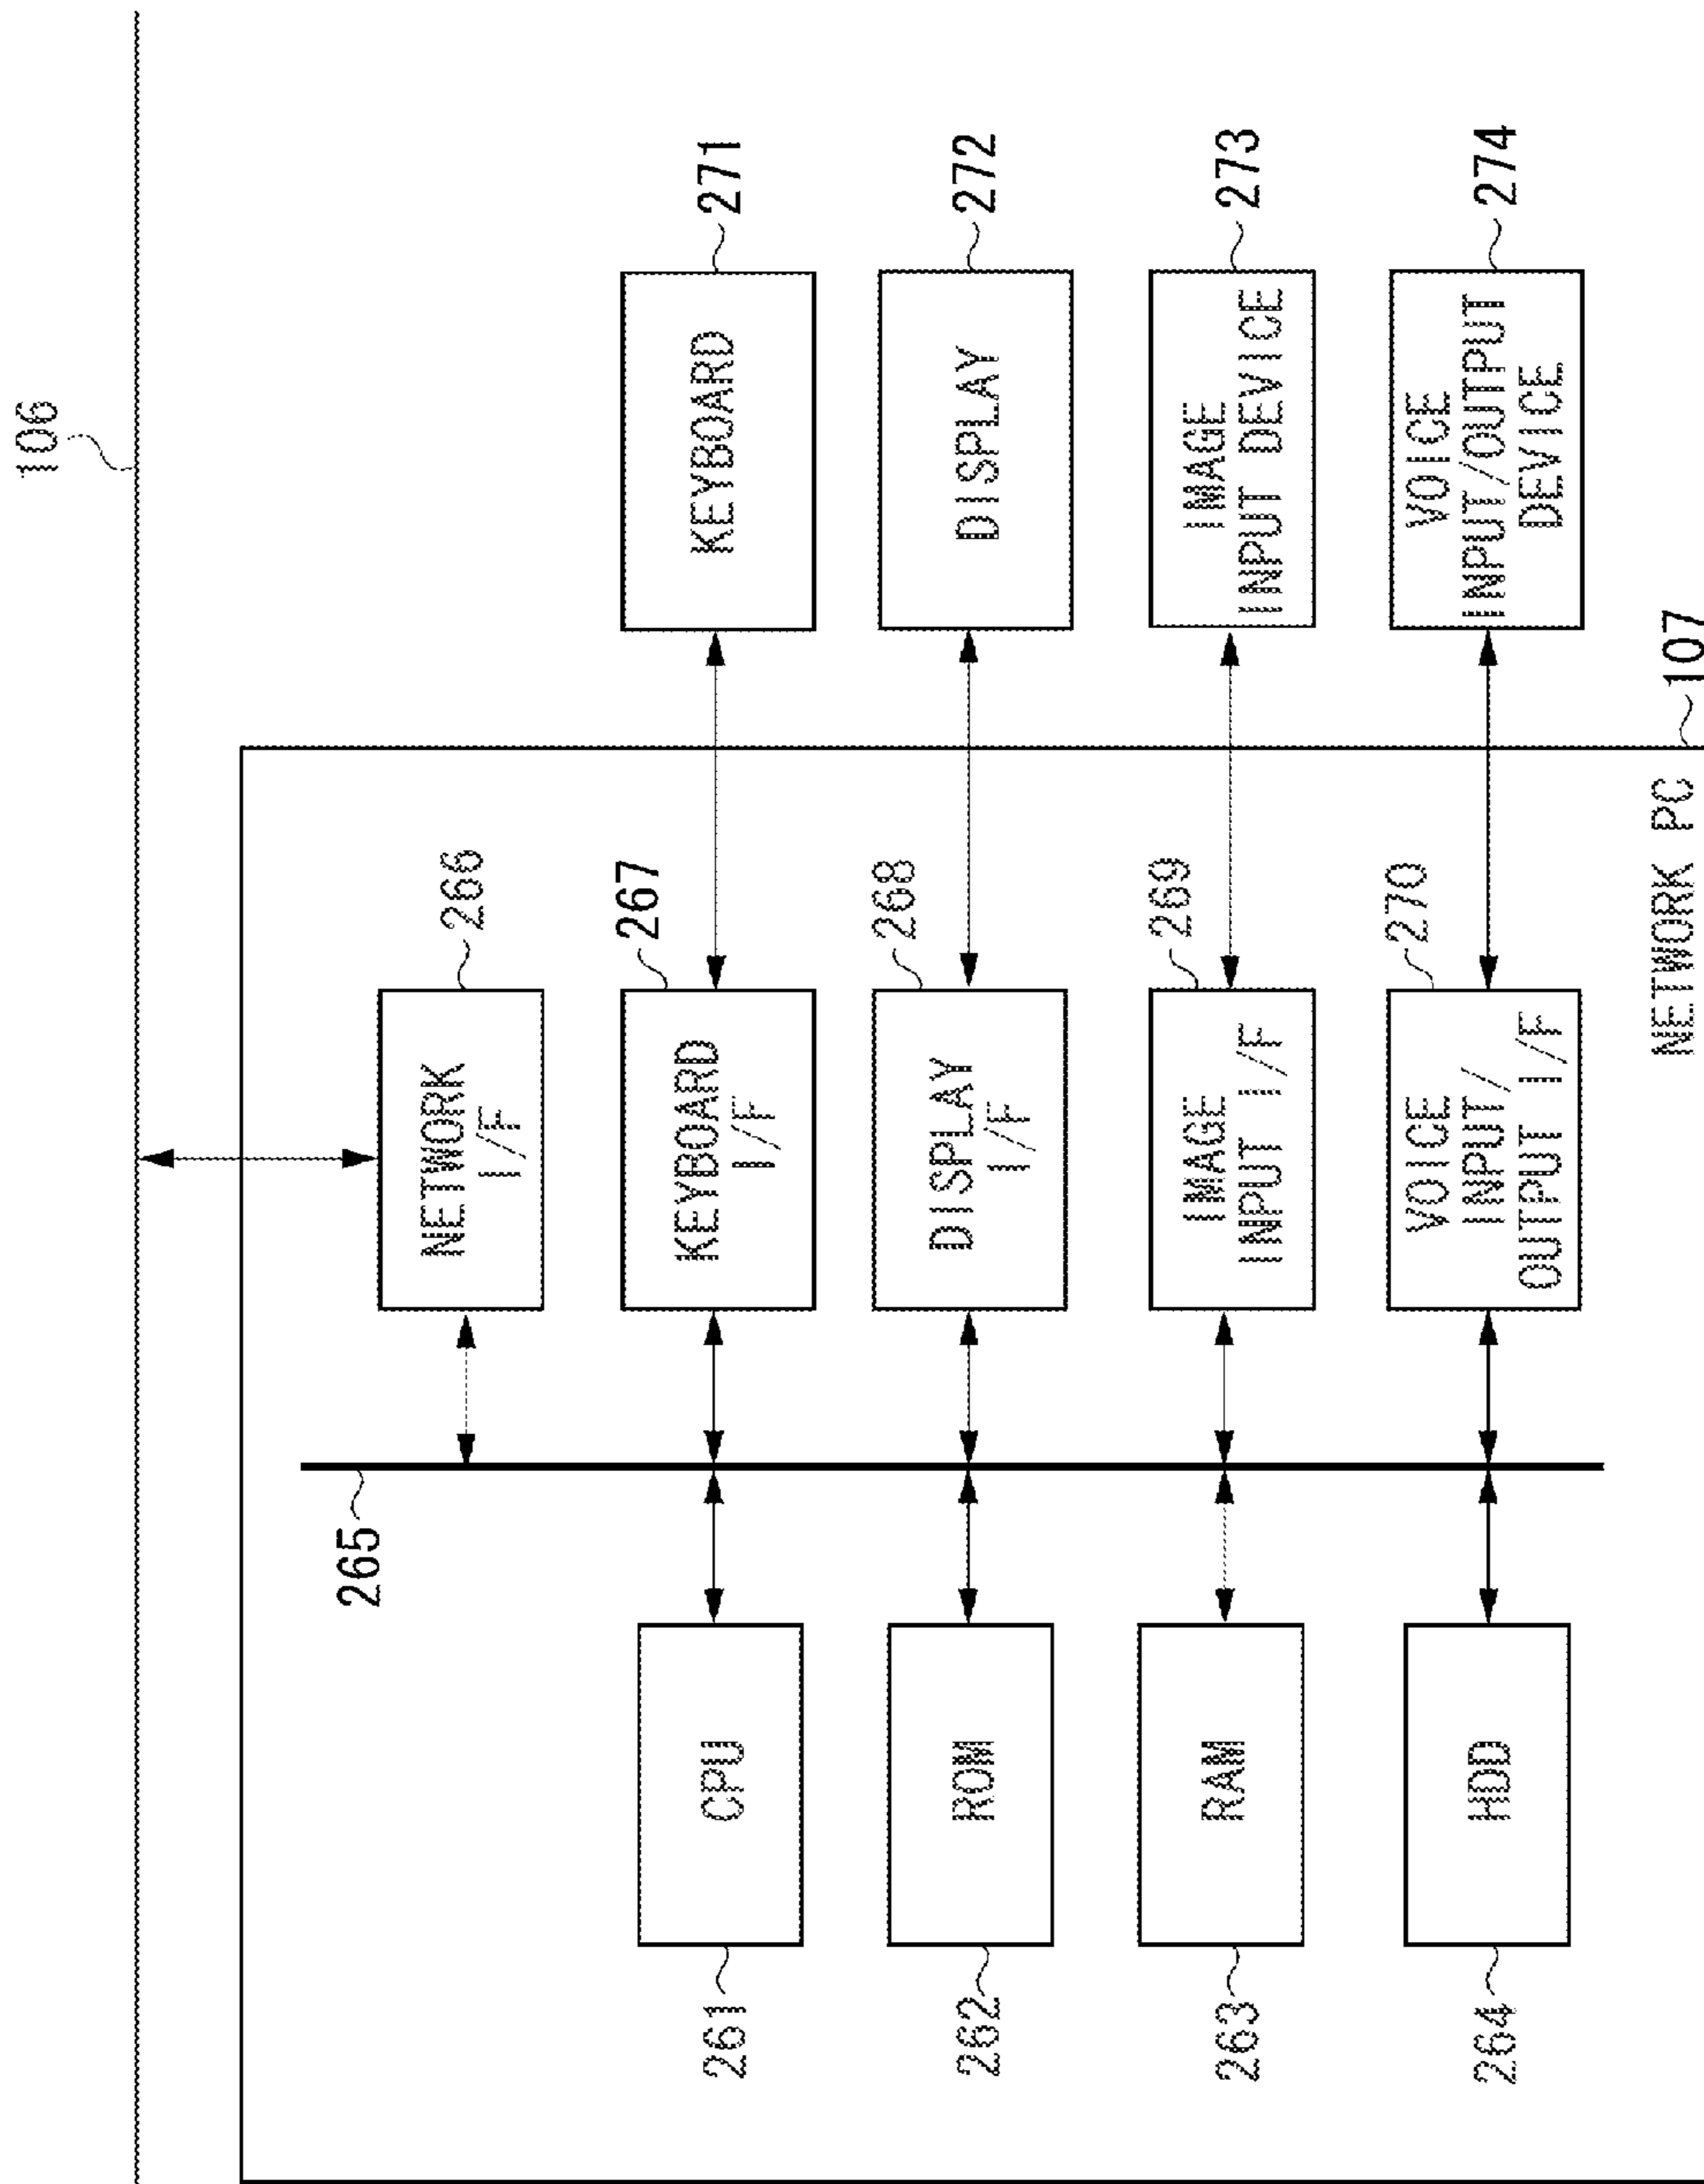 106
NETWORK
I/F
266
265
CPU
261
KEYBOARD
I/F
267
KEYBOARD
271
ROM
262
DISPLAY
I/F
268
DISPLAY
272
RAM
263
IMAGE
INPUT I/F
269
IMAGE
INPUT DEVICE
273
HDD
264
VOICE
INPUT/
OUTPUT I/F
270
VOICE
INPUT/OUTPUT
DEVICE
274
NETWORK PC
107